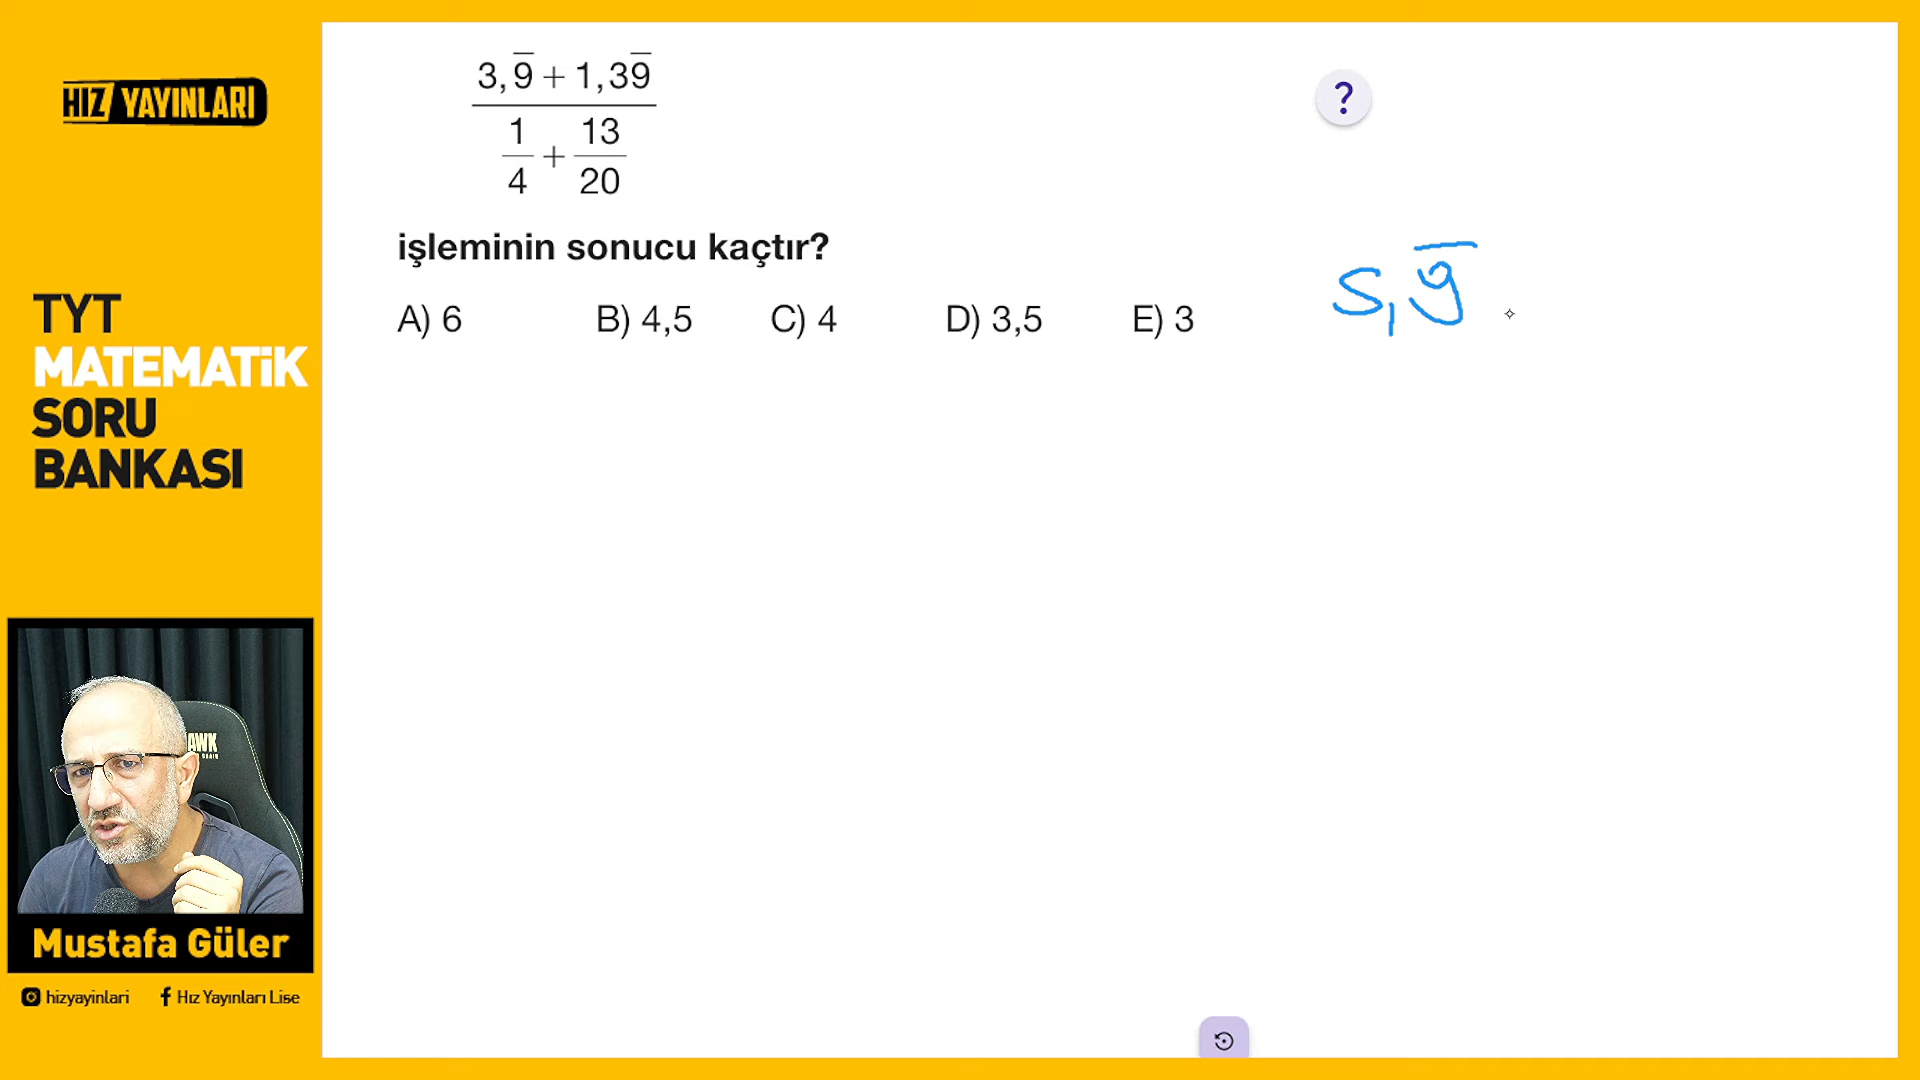 HIZ YAYINLARI
TYT
MATEMATİK
SORU
BANKASI
3,9̅ + 1,39̅
1/4 + 13/20
işleminin sonucu kaçtır?
A) 6 B) 4,5 C) 4 D) 3,5 E) 3
?
5,9̅
AWK
Mustafa Güler
hizyayinlari Hız Yayınları Lise